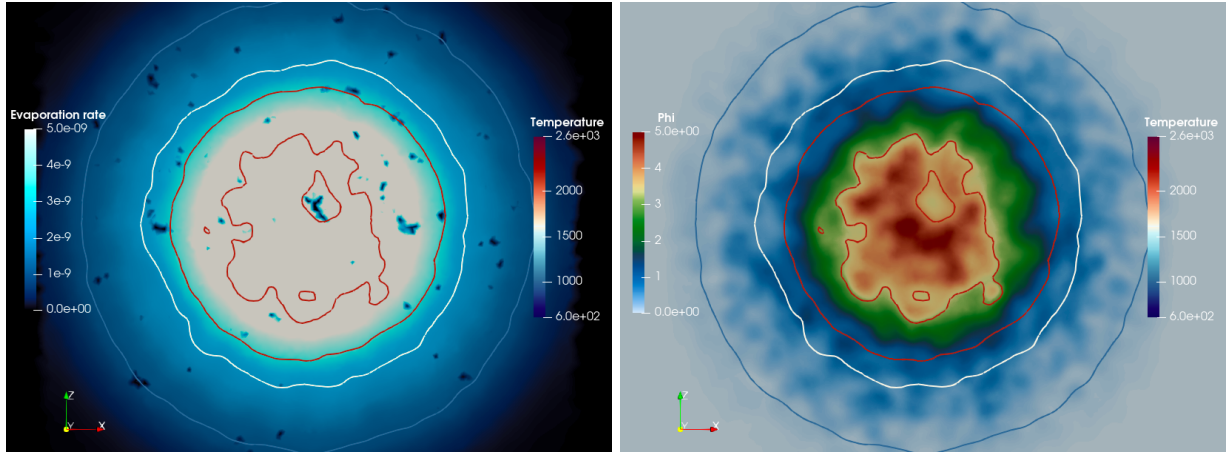 Evaporation rate
5.0e-09
4e-9
3e-9
2e-9
1e-9
0.0e+00
Temperature
2.6e+03
2000
1500
1000
6.0e+02
Z
Y
X
Phi
5.0e+00
4
3
2
1
0.0e+00
Temperature
2.6e+03
2000
1500
1000
6.0e+02
Z
Y
X